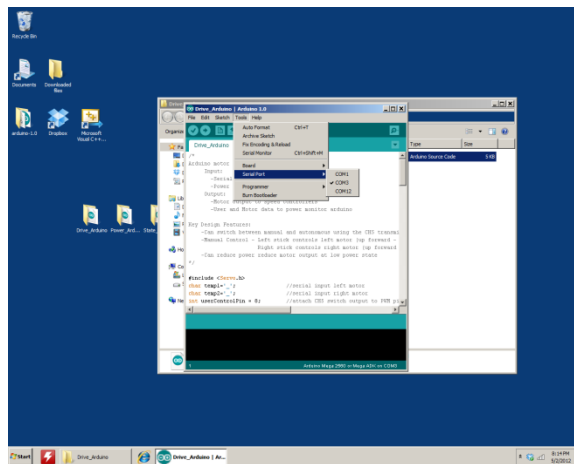 Recycle Bin
Documents
Downloaded
files
arduino-1.0
Dropbox
Microsoft
Visual C++...
Drive_Arduino
Power_Ard...
State_
Drive_Arduino | Arduino 1.0
File Edit Sketch Tools Help
Organize
Auto Format Ctrl+T
Archive Sketch
Fix Encoding & Reload
Serial Monitor Ctrl+Shift+M
Board
Serial Port
Programmer
Burn Bootloader
COM1
COM3
COM12
Type Size
Arduino Source Code 5 KB
Drive_Arduino
/*
Arduino motor
Input:
-Serial
-Power
Output:
-Motor output to speed controllers
-User and Motor data to power monitor arduino
Key Design Features:
-Can switch between manual and autonomous using the CH5 transmi
-Manual Control - Left stick controls left motor (up forward -
Right stick controls right motor (up forward
-Can reduce power reduce motor output at low power state
*/
#include <Servo.h>
char temp1='_'; //serial input left motor
char temp2='_'; //serial input right motor
int userControlPin = 8; //attach CH5 switch output to PWM pi
1
Arduino Mega 2560 or Mega ADK on COM3
Start
Drive_Arduino
Drive_Arduino | Ar...
8:14 PM
8/2/2012